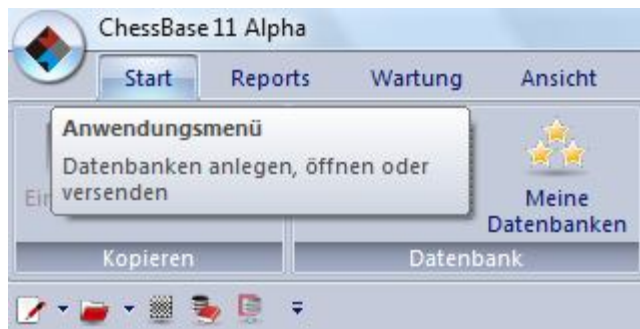 ChessBase 11 Alpha
Start Reports Wartung Ansicht
Anwendungsmenü
Datenbanken anlegen, öffnen oder
versenden
Meine
Datenbanken
Kopieren Datenbank